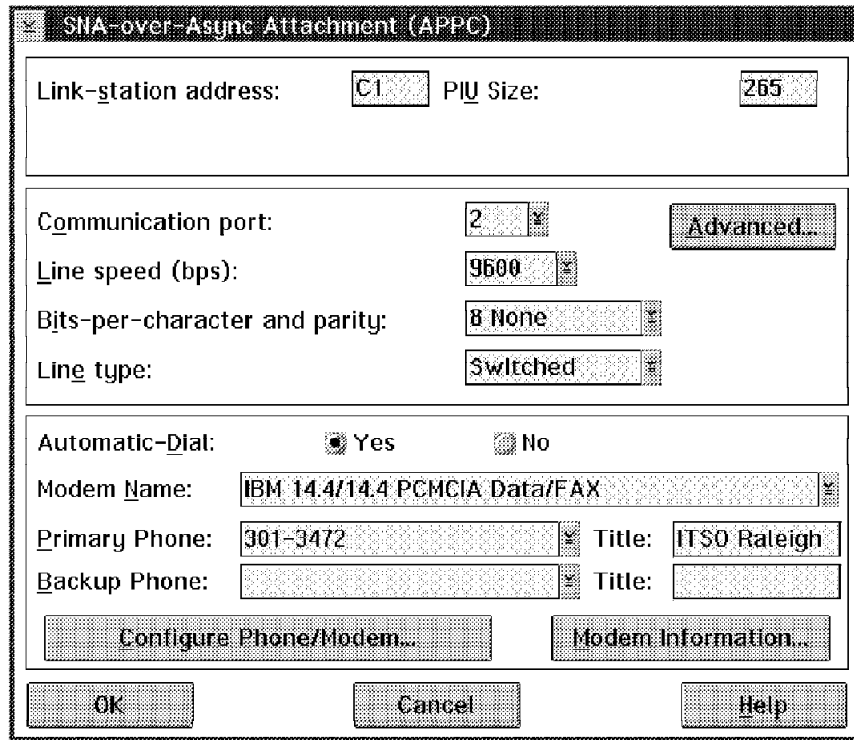 SNA-over-Async Attachment (APPC)
Link-station address: C1 PIU Size: 265
Communication port: 2 Advanced...
Line speed (bps): 9600
Bits-per-character and parity: 8 None
Line type: Switched
Automatic-Dial: Yes No
Modem Name: IBM 14.4/14.4 PCMCIA Data/FAX
Primary Phone: 301-3472 Title: ITSO Raleigh
Backup Phone: Title:
Configure Phone/Modem... Modem Information...
OK Cancel Help